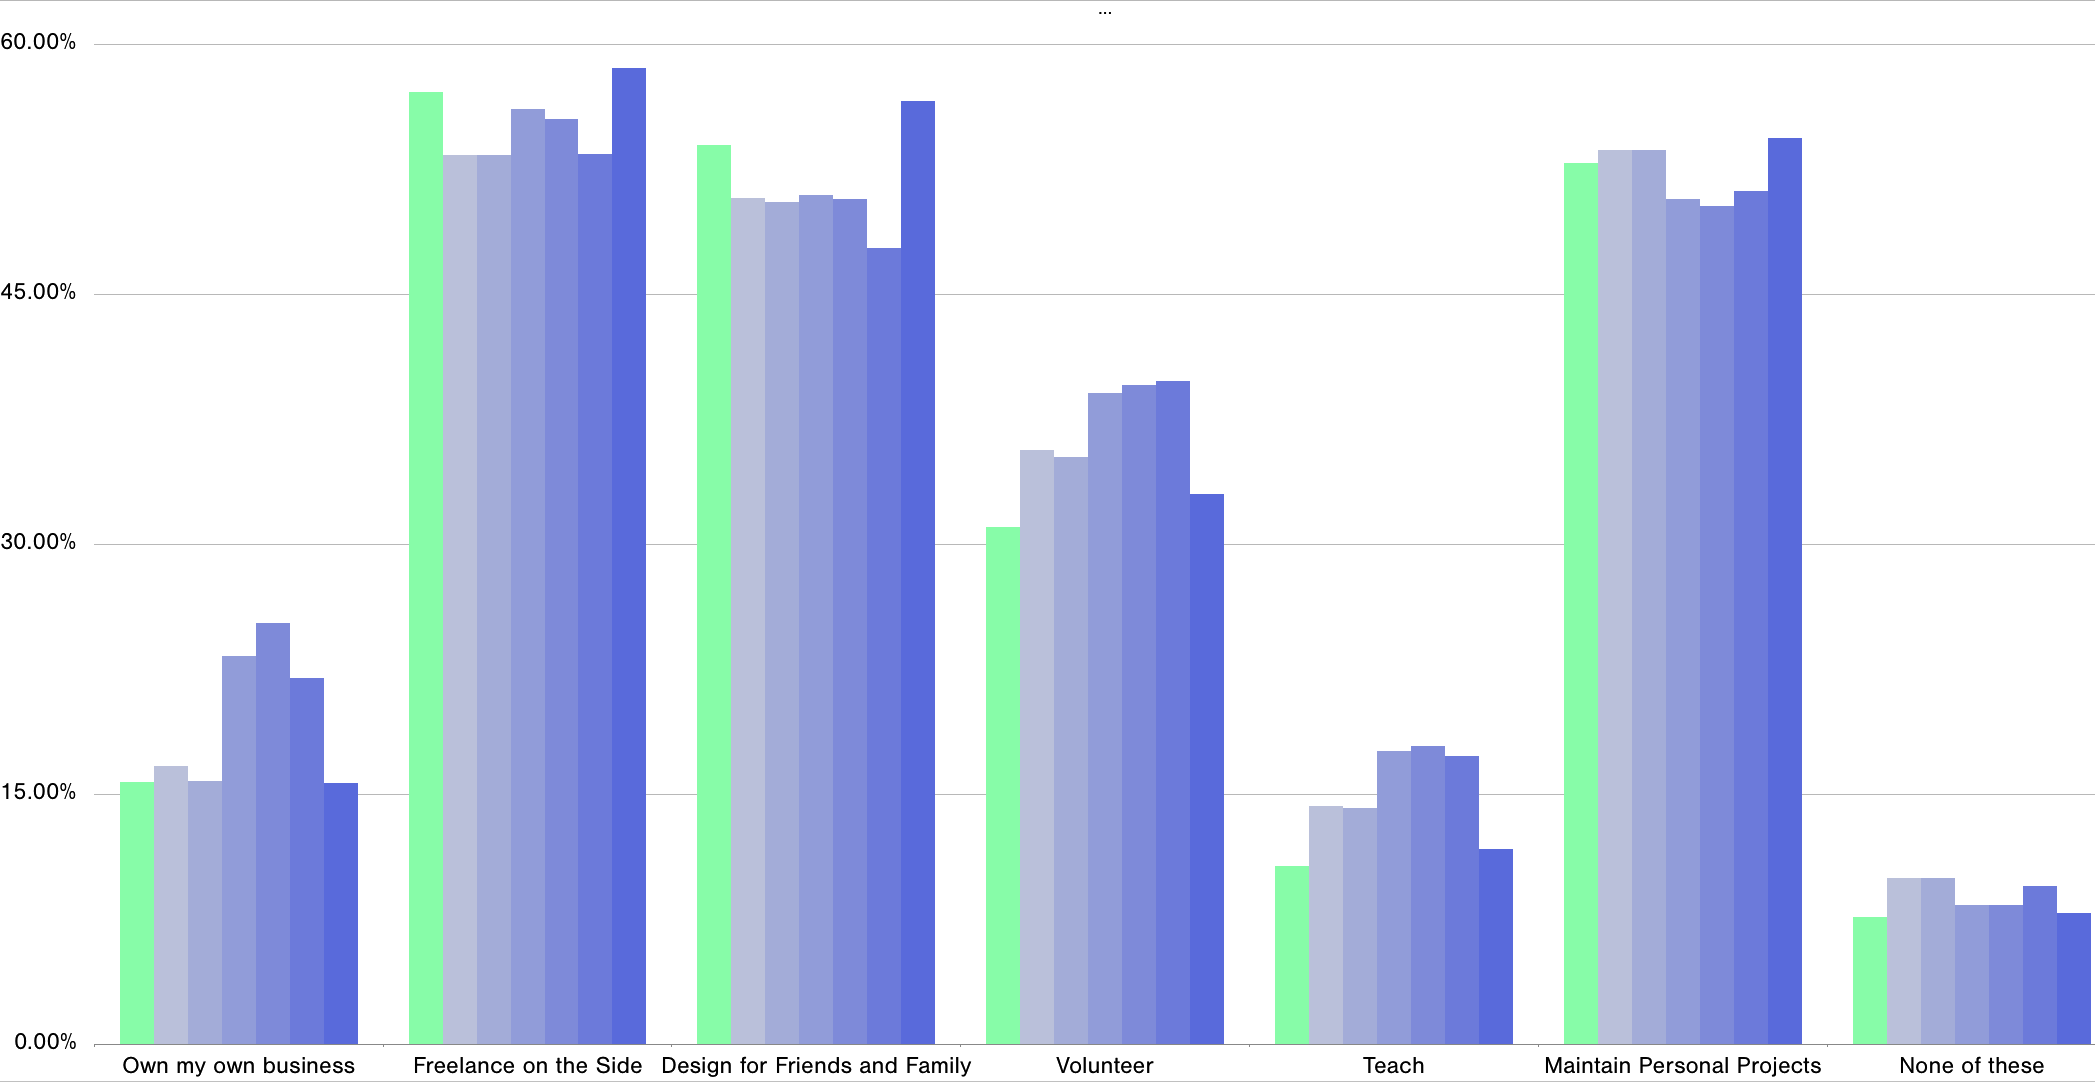 ...
60.00%
45.00%
30.00%
15.00%
0.00%
Own my own business
Freelance on the Side
Design for Friends and Family
Volunteer
Teach
Maintain Personal Projects
None of these